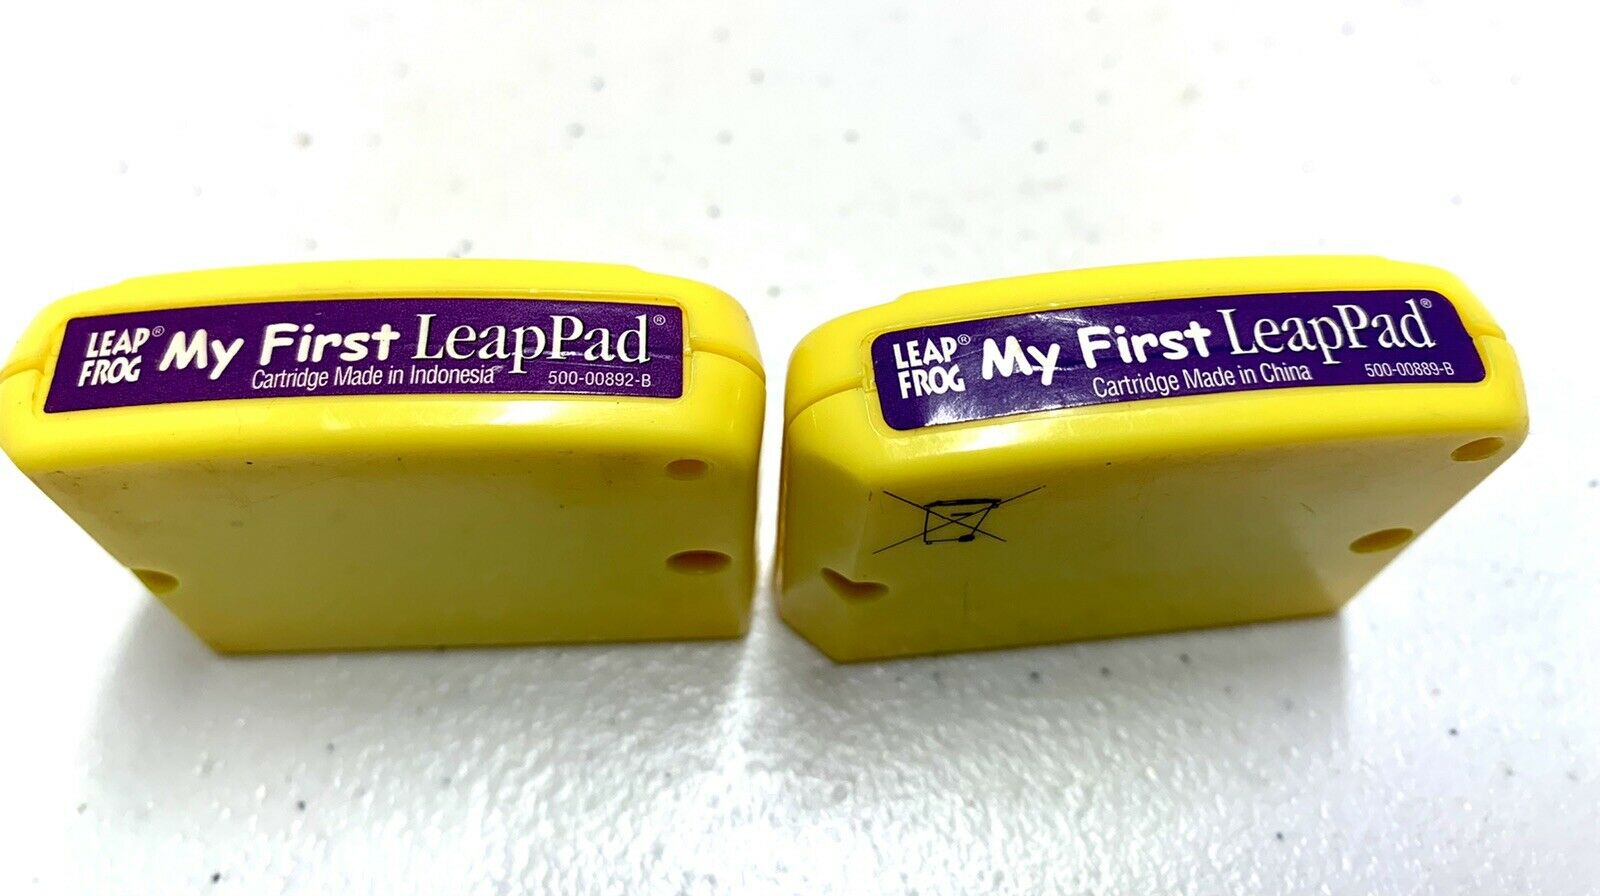 LEAP® My First LeapPad®
FROG Cartridge Made in Indonesia 500-00892-B
LEAP® My First LeapPad®
FROG Cartridge Made in China 500-00889-B